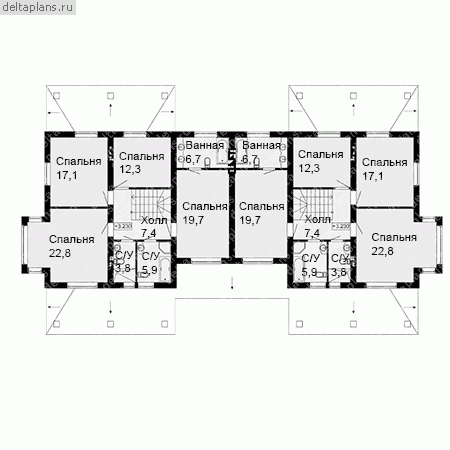 deltaplans.ru
Спальня
17,1
Спальня
12,3
Ванная
6,7
Ванная
6,7
Спальня
12,3
Спальня
17,1
Спальня
19,7
Спальня
19,7
Холл
7,4
Холл
7,4
+3.230
+3.230
Спальня
22,8
С/У
3,8
С/У
5,9
С/У
5,9
С/У
3,8
Спальня
22,8